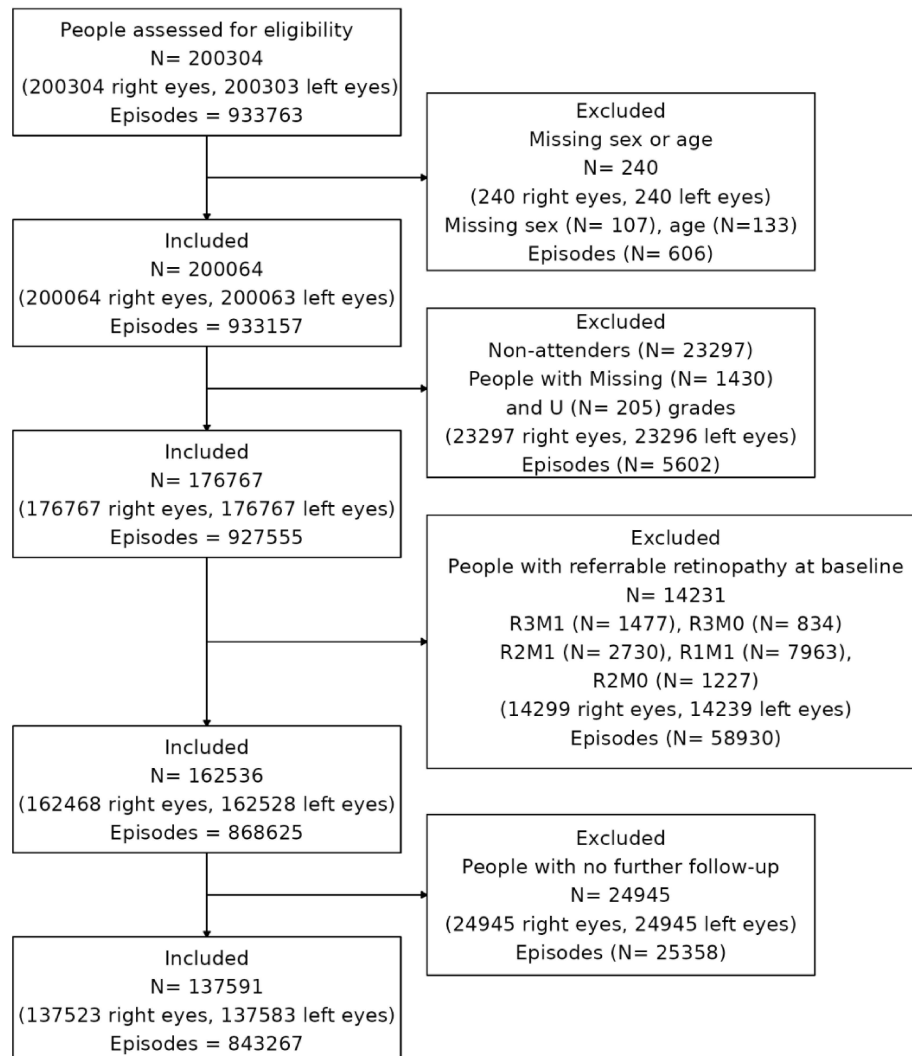 People assessed for eligibility
N= 200304
(200304 right eyes, 200303 left eyes)
Episodes = 933763
Excluded
Missing sex or age
N= 240
(240 right eyes, 240 left eyes)
Missing sex (N= 107), age (N=133)
Episodes (N= 606)
Included
N= 200064
(200064 right eyes, 200063 left eyes)
Episodes = 933157
Excluded
Non-attenders (N= 23297)
People with Missing (N= 1430)
and U (N= 205) grades
(23297 right eyes, 23296 left eyes)
Episodes (N= 5602)
Included
N= 176767
(176767 right eyes, 176767 left eyes)
Episodes = 927555
Excluded
People with referrable retinopathy at baseline
N= 14231
R3M1 (N= 1477), R3M0 (N= 834)
R2M1 (N= 2730), R1M1 (N= 7963),
R2M0 (N= 1227)
(14299 right eyes, 14239 left eyes)
Episodes (N= 58930)
Included
N= 162536
(162468 right eyes, 162528 left eyes)
Episodes = 868625
Excluded
People with no further follow-up
N= 24945
(24945 right eyes, 24945 left eyes)
Episodes (N= 25358)
Included
N= 137591
(137523 right eyes, 137583 left eyes)
Episodes = 843267